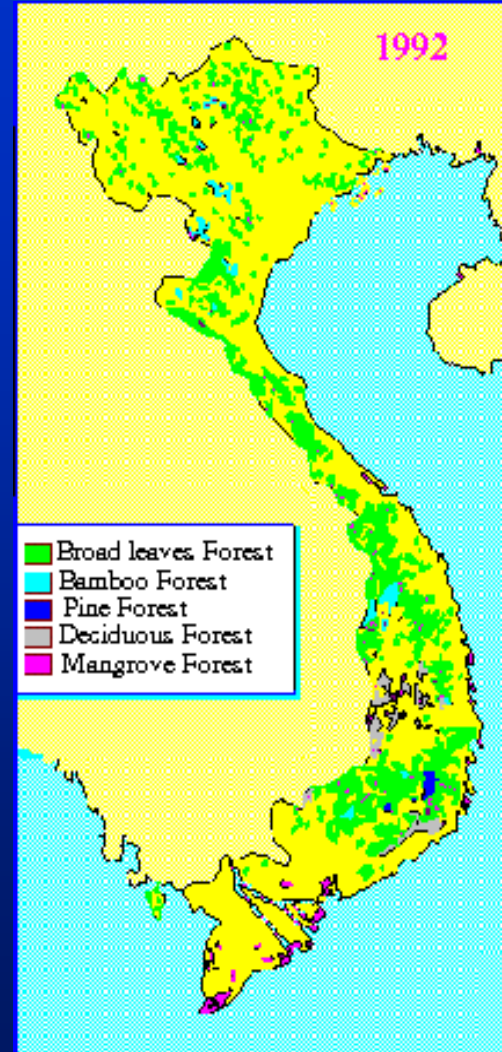 1992
Broad leaves Forest
Bamboo Forest
Pine Forest
Deciduous Forest
Mangrove Forest